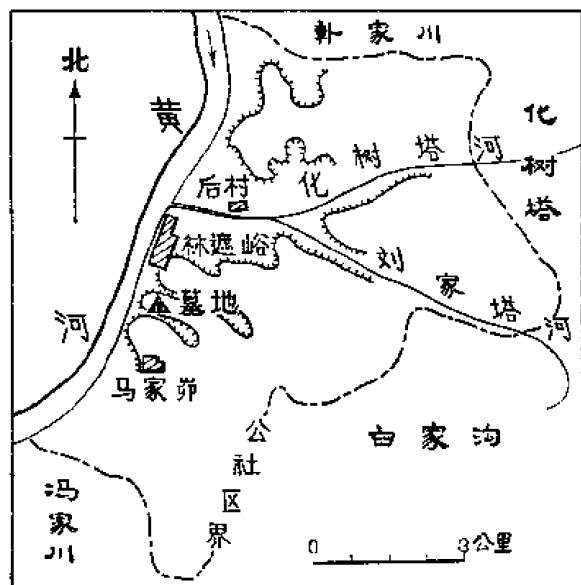 卦家川
北
黄
化树塔
化树塔河
后村
林遮峪
刘家塔河
墓地
河
马家峁
白家沟
公社区界
冯家川
0 3公里